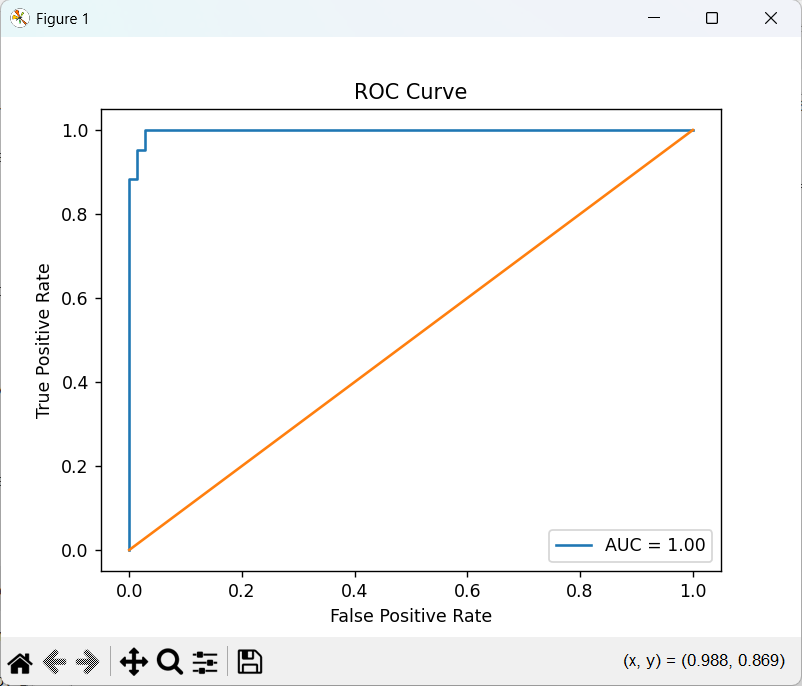 Figure 1
ROC Curve
1.0
0.8
0.6
0.4
0.2
0.0
True Positive Rate
AUC = 1.00
0.0 0.2 0.4 0.6 0.8 1.0
False Positive Rate
(x, y) = (0.988, 0.869)